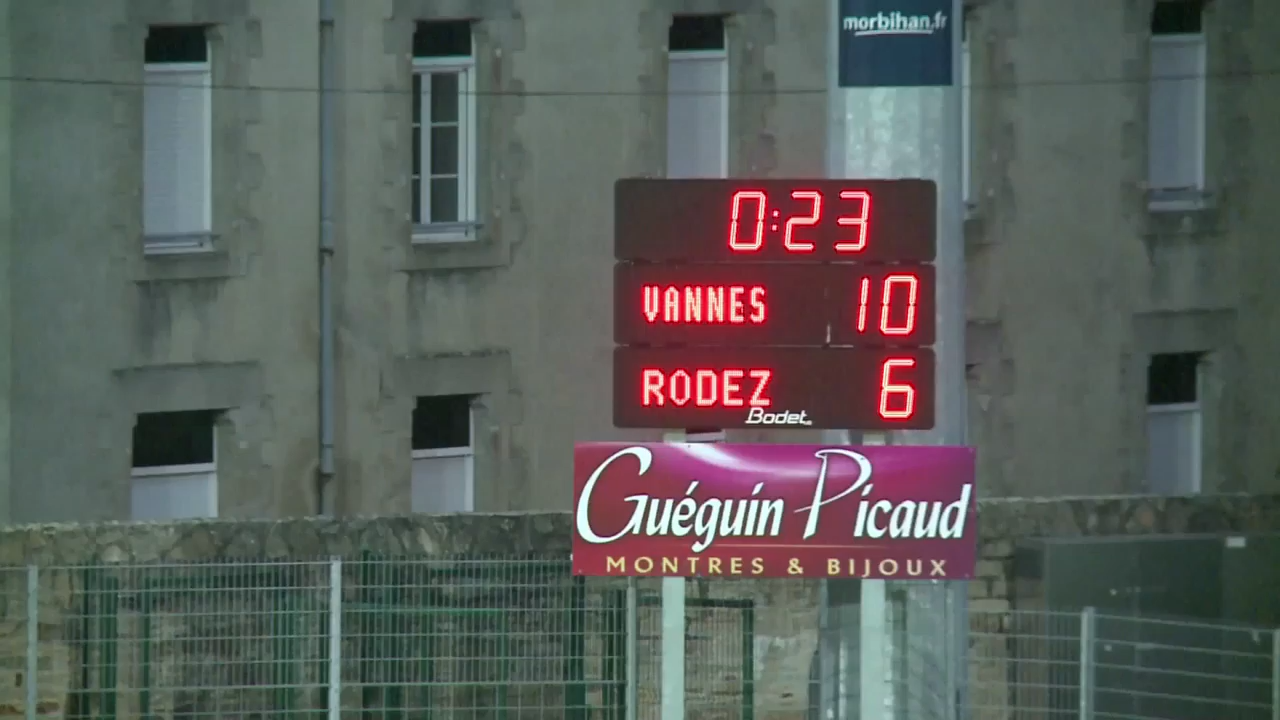 morbihan.fr
0:23
VANNES 10
RODEZ 6
Bodet
Guéguin Picaud
MONTRES & BIJOUX